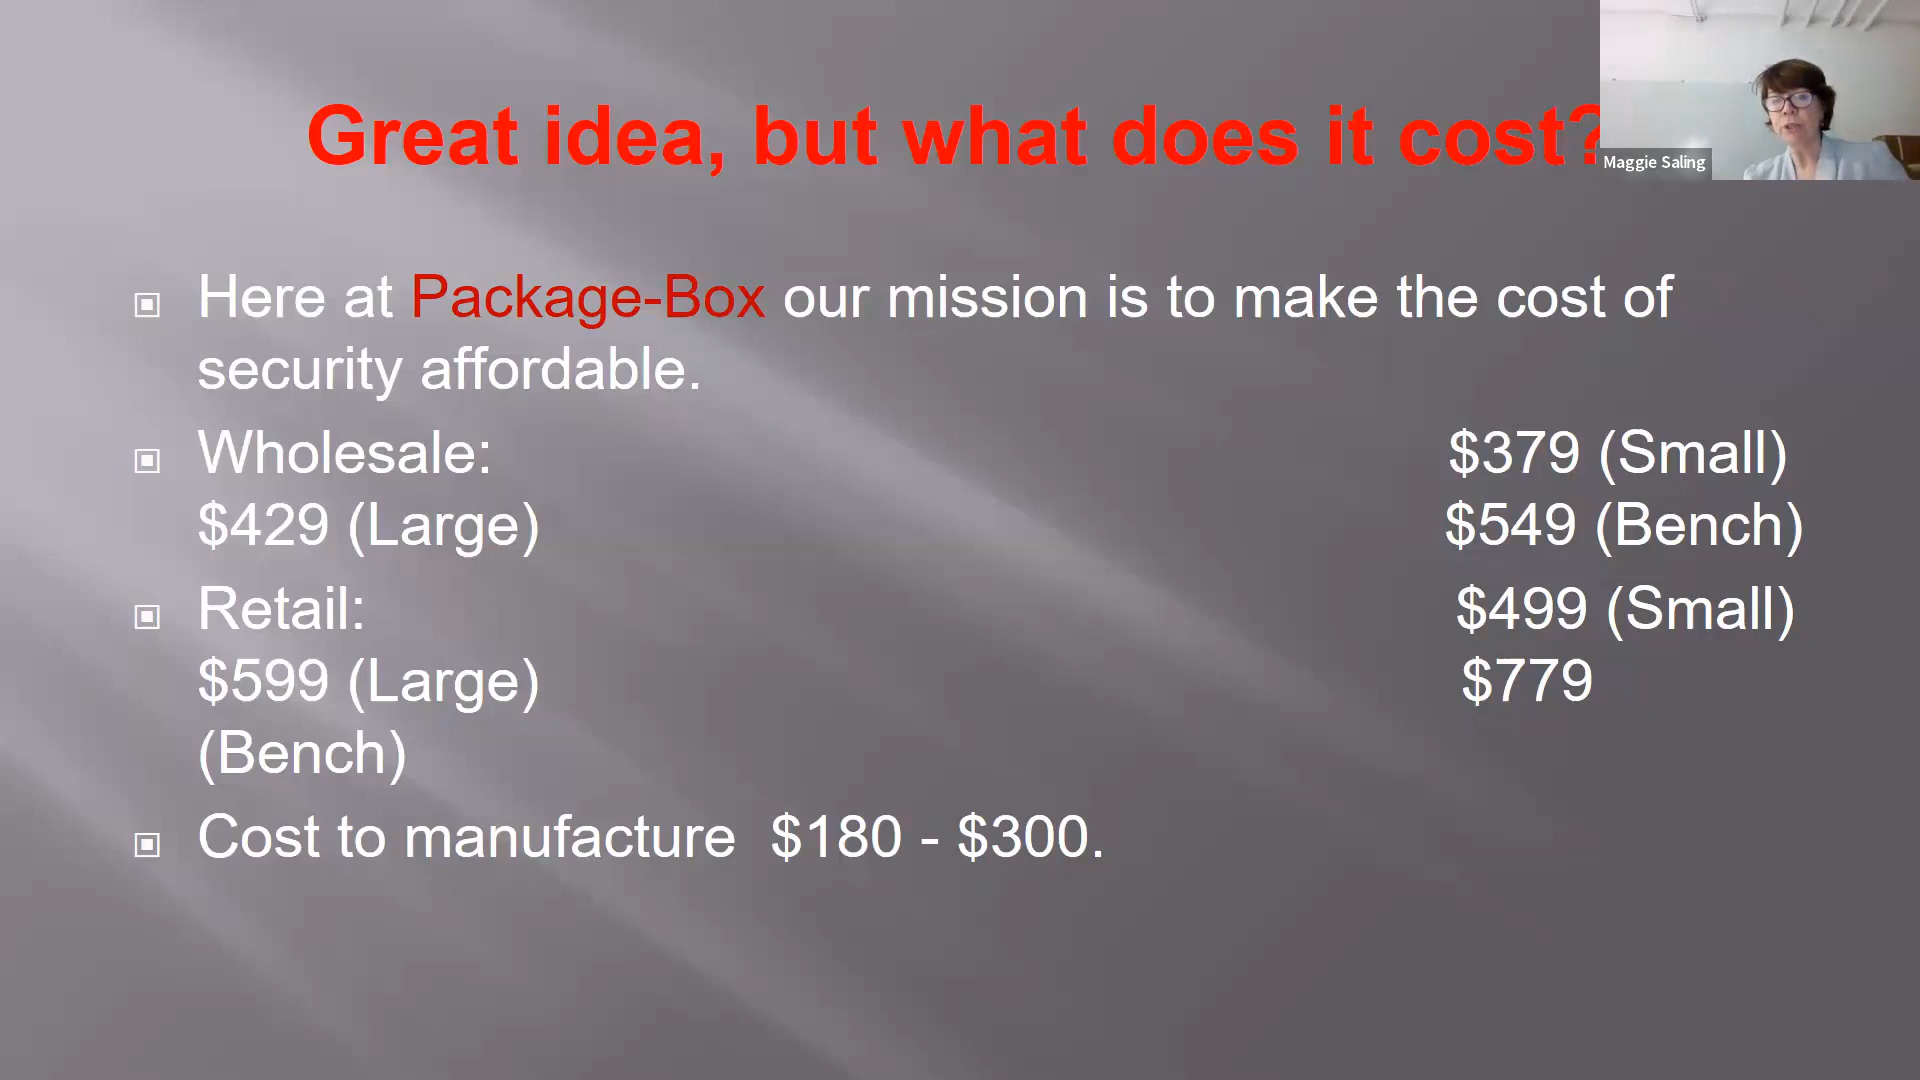 Great idea, but what does it cost?
Maggie Saling
Here at Package-Box our mission is to make the cost of
security affordable.
Wholesale: $379 (Small)
$429 (Large) $549 (Bench)
Retail: $499 (Small)
$599 (Large) $779
(Bench)
Cost to manufacture $180 - $300.